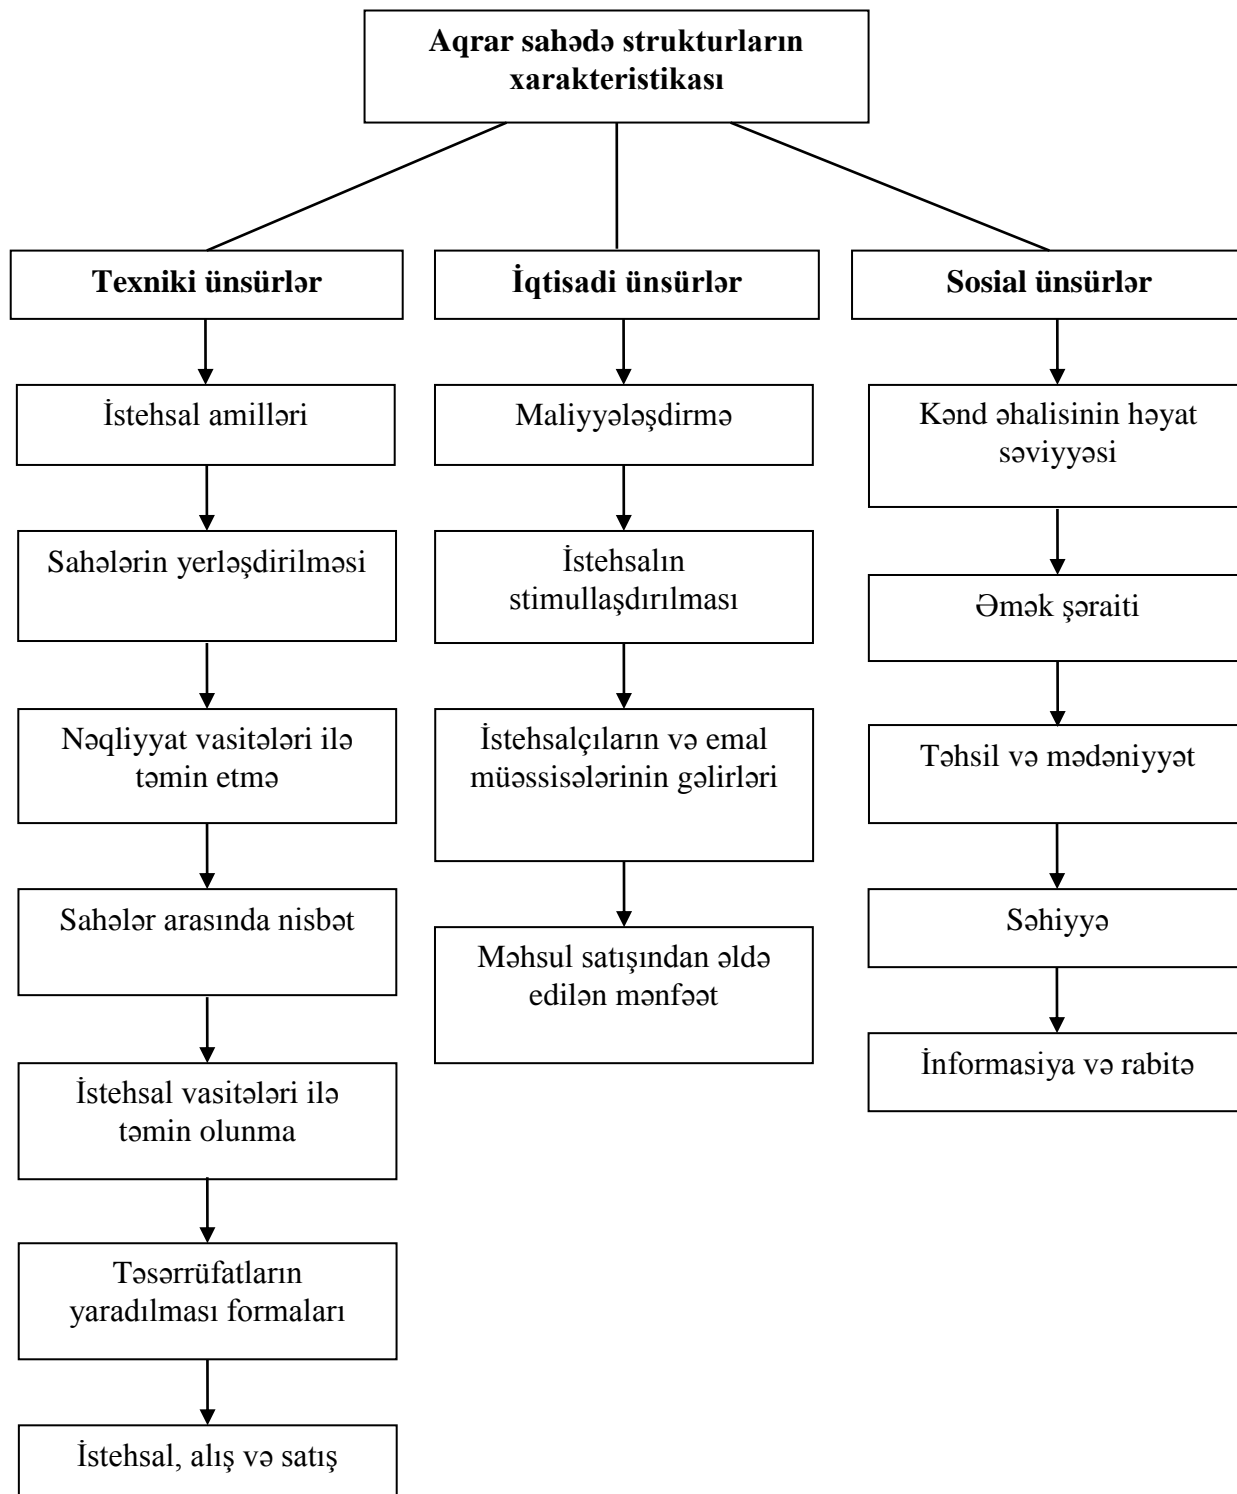 Aqrar sahədə strukturların
xarakteristikası
Texniki ünsürlər
İqtisadi ünsürlər
Sosial ünsürlər
İstehsal amilləri
Sahələrin yerləşdirilməsi
Nəqliyyat vasitələri ilə
təmin etmə
Sahələr arasında nisbət
İstehsal vasitələri ilə
təmin olunma
Təsərrüfatların
yaradılması formaları
İstehsal, alış və satış
Maliyyələşdirmə
İstehsalın
stimullaşdırılması
İstehsalçıların və emal
müəssisələrinin gəlirləri
Məhsul satışından əldə
edilən mənfəət
Kənd əhalisinin həyat
səviyyəsi
Əmək şəraiti
Təhsil və mədəniyyət
Səhiyyə
İnformasiya və rabitə